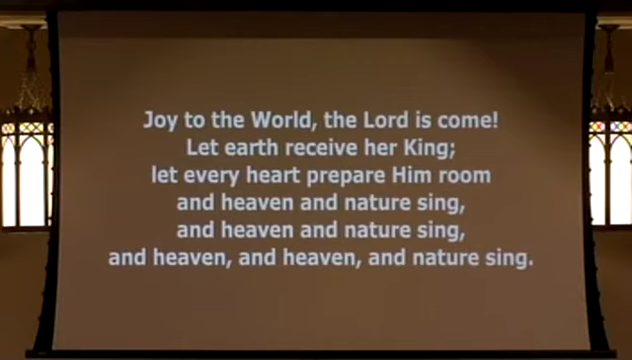 Joy to the World, the Lord is come!
Let earth receive her King;
let every heart prepare Him room
and heaven and nature sing,
and heaven and nature sing,
and heaven, and heaven, and nature sing.